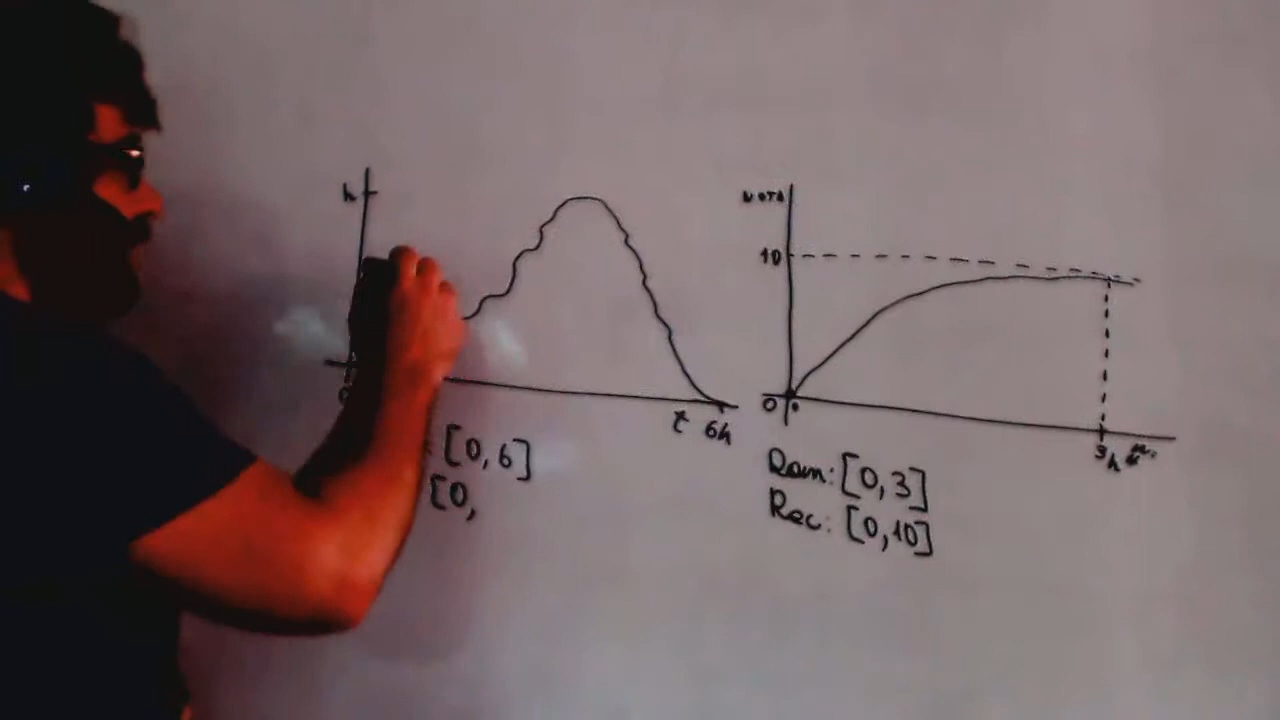 h
t 6h
: [0,6]
[0,
NOTA
10
0
3h
Dom: [0,3]
Rec: [0,10]